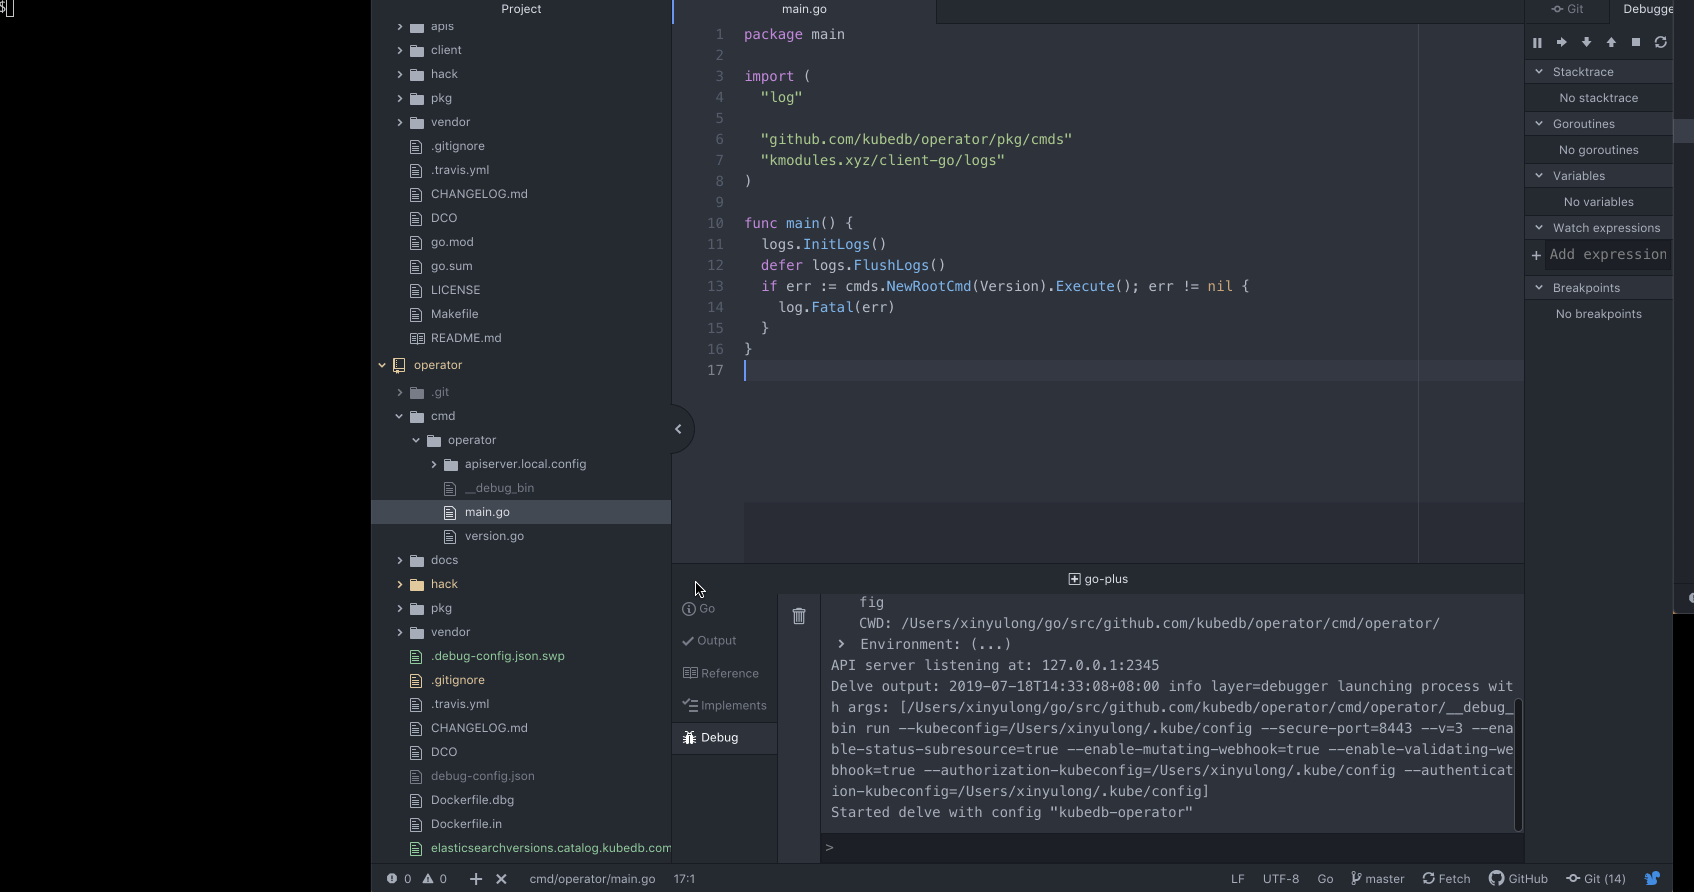 $
Project
apis
client
hack
pkg
vendor
.gitignore
.travis.yml
CHANGELOG.md
DCO
go.mod
go.sum
LICENSE
Makefile
README.md
operator
.git
cmd
operator
apiserver.local.config
__debug_bin
main.go
version.go
docs
hack
pkg
vendor
.debug-config.json.swp
.gitignore
.travis.yml
CHANGELOG.md
DCO
debug-config.json
Dockerfile.dbg
Dockerfile.in
elasticsearchversions.catalog.kubedb.com
main.go
1 package main
2
3 import (
4 "log"
5
6 "github.com/kubedb/operator/pkg/cmds"
7 "kmodules.xyz/client-go/logs"
8 )
9
10 func main() {
11 logs.InitLogs()
12 defer logs.FlushLogs()
13 if err := cmds.NewRootCmd(Version).Execute(); err != nil {
14 log.Fatal(err)
15 }
16 }
17
go-plus
Go
Output
Reference
Implements
Debug
fig
CWD: /Users/xinyulong/go/src/github.com/kubedb/operator/cmd/operator/
Environment: (...)
API server listening at: 127.0.0.1:2345
Delve output: 2019-07-18T14:33:08+08:00 info layer=debugger launching process wit
h args: [/Users/xinyulong/go/src/github.com/kubedb/operator/cmd/operator/__debug_
bin run --kubeconfig=/Users/xinyulong/.kube/config --secure-port=8443 --v=3 --ena
ble-status-subresource=true --enable-mutating-webhook=true --enable-validating-we
bhook=true --authorization-kubeconfig=/Users/xinyulong/.kube/config --authenticat
ion-kubeconfig=/Users/xinyulong/.kube/config]
Started delve with config "kubedb-operator"
>
Git
Debugge
Stacktrace
No stacktrace
Goroutines
No goroutines
Variables
No variables
Watch expressions
+ Add expression
Breakpoints
No breakpoints
0 0 cmd/operator/main.go 17:1 LF UTF-8 Go master Fetch GitHub Git (14)